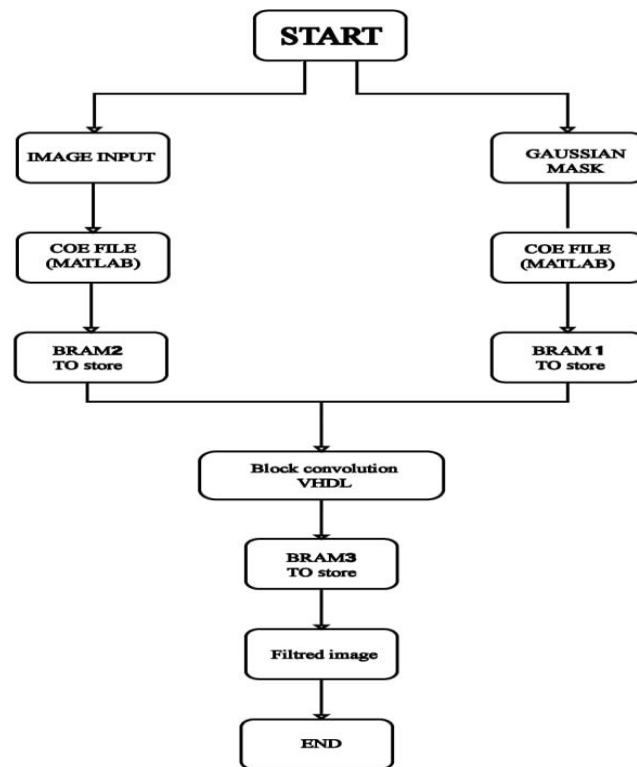 START
IMAGE INPUT
GAUSSIAN
MASK
COE FILE
(MATLAB)
COE FILE
(MATLAB)
BRAM2
TO store
BRAM 1
TO store
Block convolution
VHDL
BRAM3
TO store
Filtred image
END